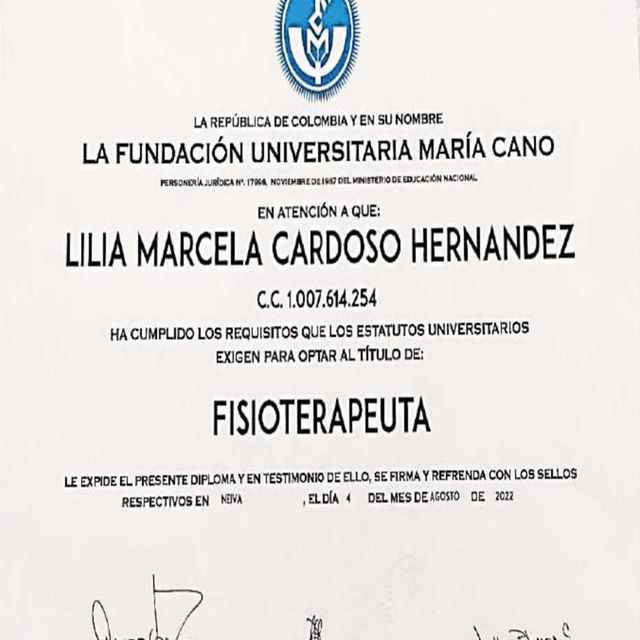 LA REPÚBLICA DE COLOMBIA Y EN SU NOMBRE
LA FUNDACIÓN UNIVERSITARIA MARÍA CANO
PERSONERÍA JURÍDICA Nº. 17996, NOVIEMBRE DE 1987 DEL MINISTERIO DE EDUCACIÓN NACIONAL
EN ATENCIÓN A QUE:
LILIA MARCELA CARDOSO HERNANDEZ
C.C. 1.007.614.254
HA CUMPLIDO LOS REQUISITOS QUE LOS ESTATUTOS UNIVERSITARIOS
EXIGEN PARA OPTAR AL TÍTULO DE:
FISIOTERAPEUTA
LE EXPIDE EL PRESENTE DIPLOMA Y EN TESTIMONIO DE ELLO, SE FIRMA Y REFRENDA CON LOS SELLOS
RESPECTIVOS EN NEIVA , EL DÍA 4 DEL MES DE AGOSTO DE 2022